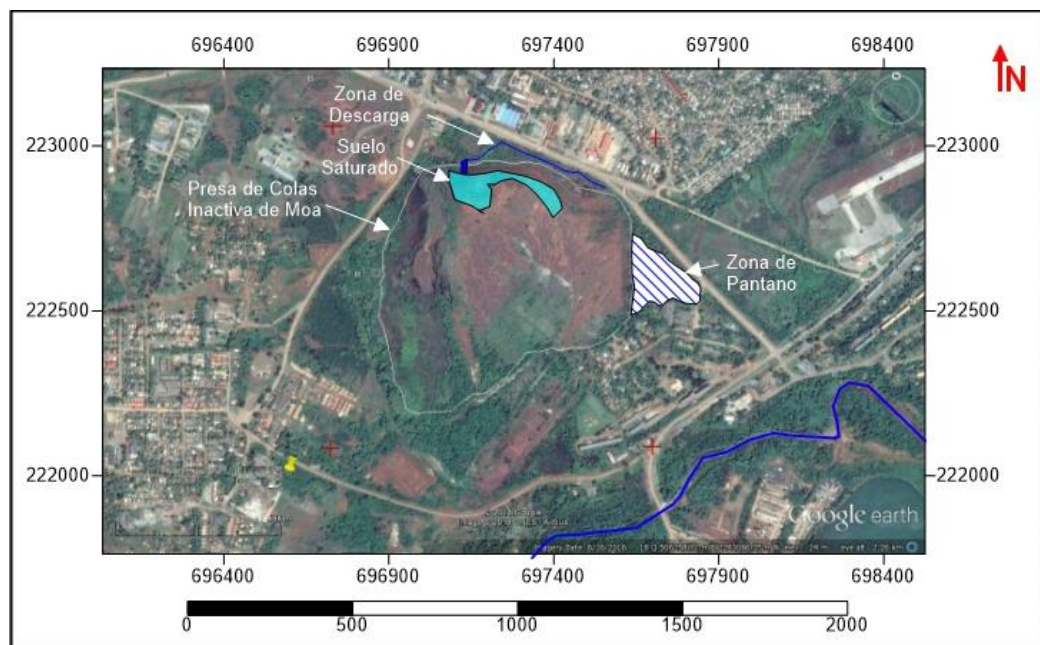 696400 696900 697400 697900 698400
N
Zona de
Descarga
223000 223000
Suelo
Saturado
Presa de Colas
Inactiva de Moa
Zona de
Pantano
222500 222500
222000 222000
Google earth
696400 696900 697400 697900 698400
0 500 1000 1500 2000